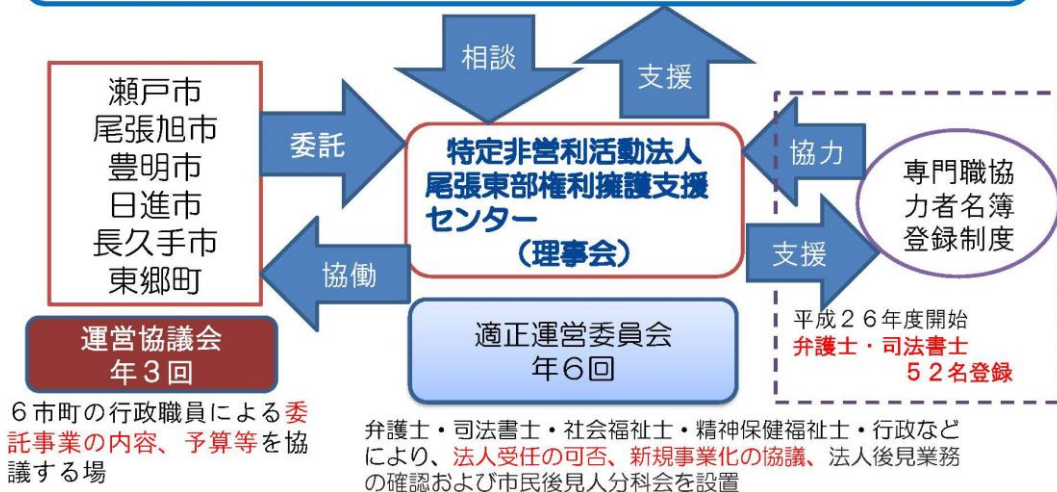 相談
支援
瀬戸市
尾張旭市
豊明市
日進市
長久手市
東郷町
委託
協働
特定非営利活動法人
尾張東部権利擁護支援
センター
(理事会)
協力
支援
専門職協
力者名簿
登録制度
運営協議会
年3回
6市町の行政職員による委
託事業の内容、予算等を協
議する場
適正運営委員会
年6回
弁護士・司法書士・社会福祉士・精神保健福祉士・行政など
により、法人受任の可否、新規事業化の協議、法人後見業務
の確認および市民後見人分科会を設置
平成26年度開始
弁護士・司法書士
52名登録